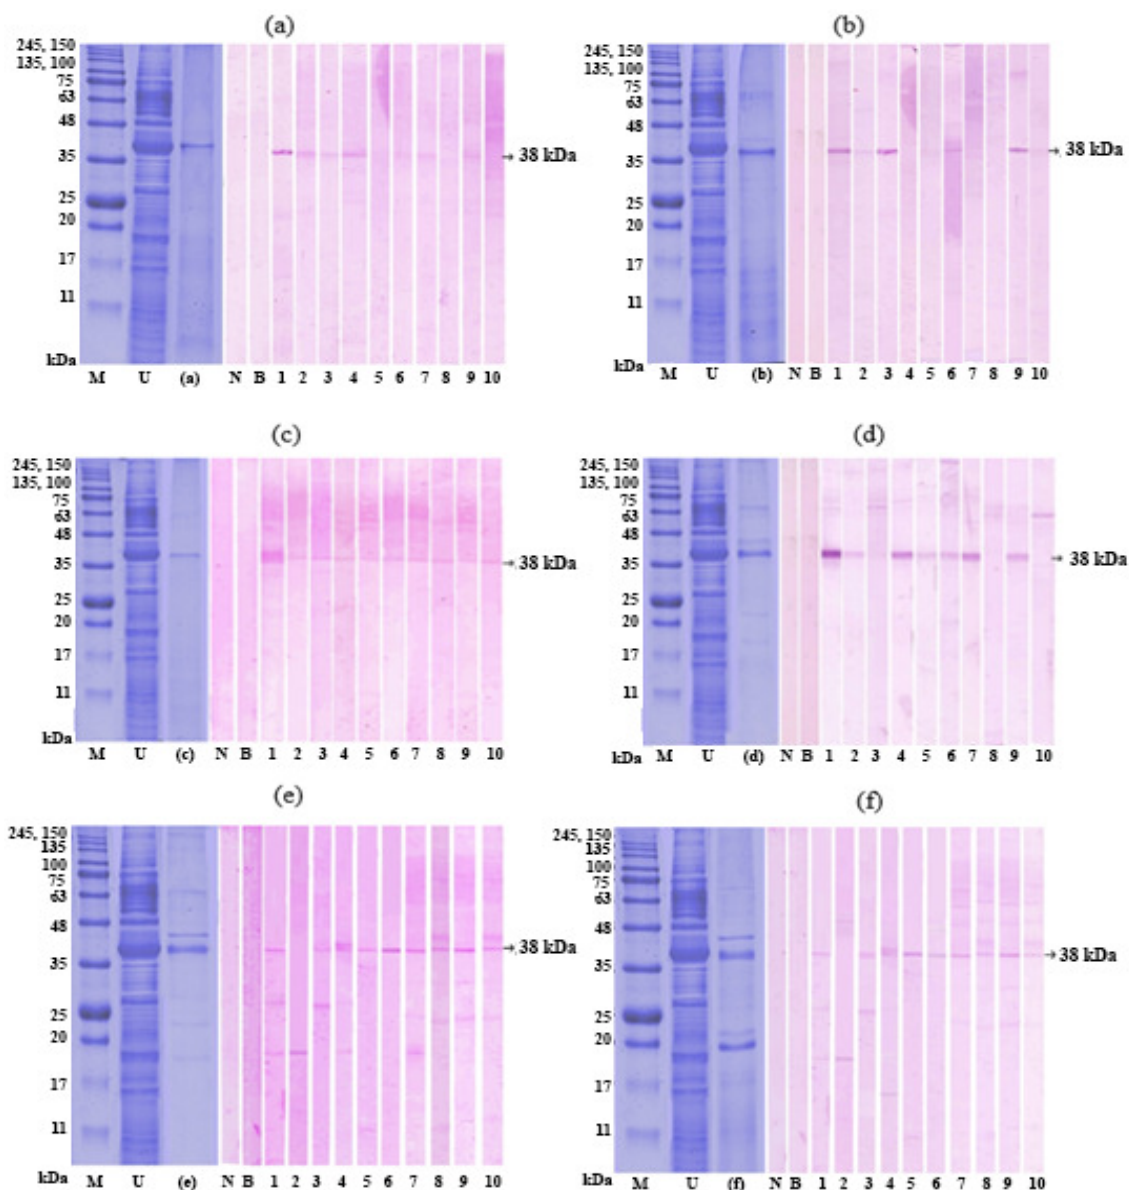 (a)
245, 150
135, 100
75
63
48
35
25
20
17
11
kDa
→ 38 kDa
M U (a) N B 1 2 3 4 5 6 7 8 9 10
(b)
245, 150
135, 100
75
63
48
35
25
20
17
11
kDa
→ 38 kDa
M U (b) N B 1 2 3 4 5 6 7 8 9 10
(c)
245, 150
135, 100
75
63
48
35
25
20
17
11
kDa
→ 38 kDa
M U (c) N B 1 2 3 4 5 6 7 8 9 10
(d)
245, 150
135, 100
75
63
48
35
25
20
17
11
kDa
→ 38 kDa
M U (d) N B 1 2 3 4 5 6 7 8 9 10
(e)
245, 150
135
100
75
63
48
35
25
20
17
11
kDa
→38 kDa
M U (e) N B 1 2 3 4 5 6 7 8 9 10
(f)
245, 150
135
100
75
63
48
35
25
20
17
11
kDa
→38 kDa
M U (f) N B 1 2 3 4 5 6 7 8 9 10